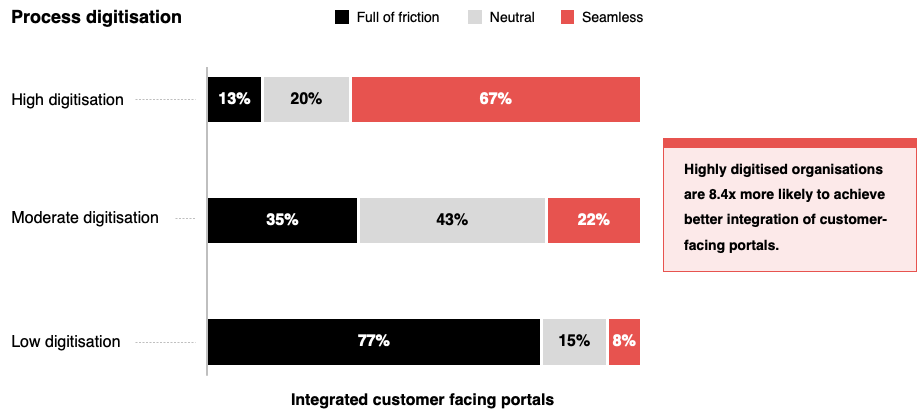 Process digitisation
Full of friction
Neutral
Seamless
High digitisation
13%
20%
67%
Moderate digitisation
35%
43%
22%
Low digitisation
77%
15%
8%
Integrated customer facing portals
Highly digitised organisations
are 8.4x more likely to achieve
better integration of customer-
facing portals.